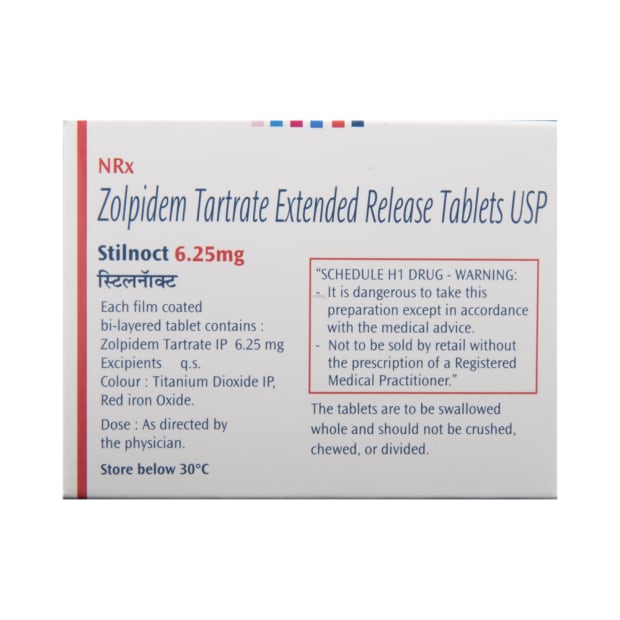 NRx
Zolpidem Tartrate Extended Release Tablets USP
Stilnoct 6.25mg
स्टिलनॉक्ट
Each film coated
bi-layered tablet contains :
Zolpidem Tartrate IP 6.25 mg
Excipients q.s.
Colour : Titanium Dioxide IP,
Red iron Oxide.
Dose : As directed by
the physician.
Store below 30°C
"SCHEDULE H1 DRUG - WARNING:
- It is dangerous to take this
preparation except in accordance
with the medical advice.
- Not to be sold by retail without
the prescription of a Registered
Medical Practitioner."
The tablets are to be swallowed
whole and should not be crushed,
chewed, or divided.